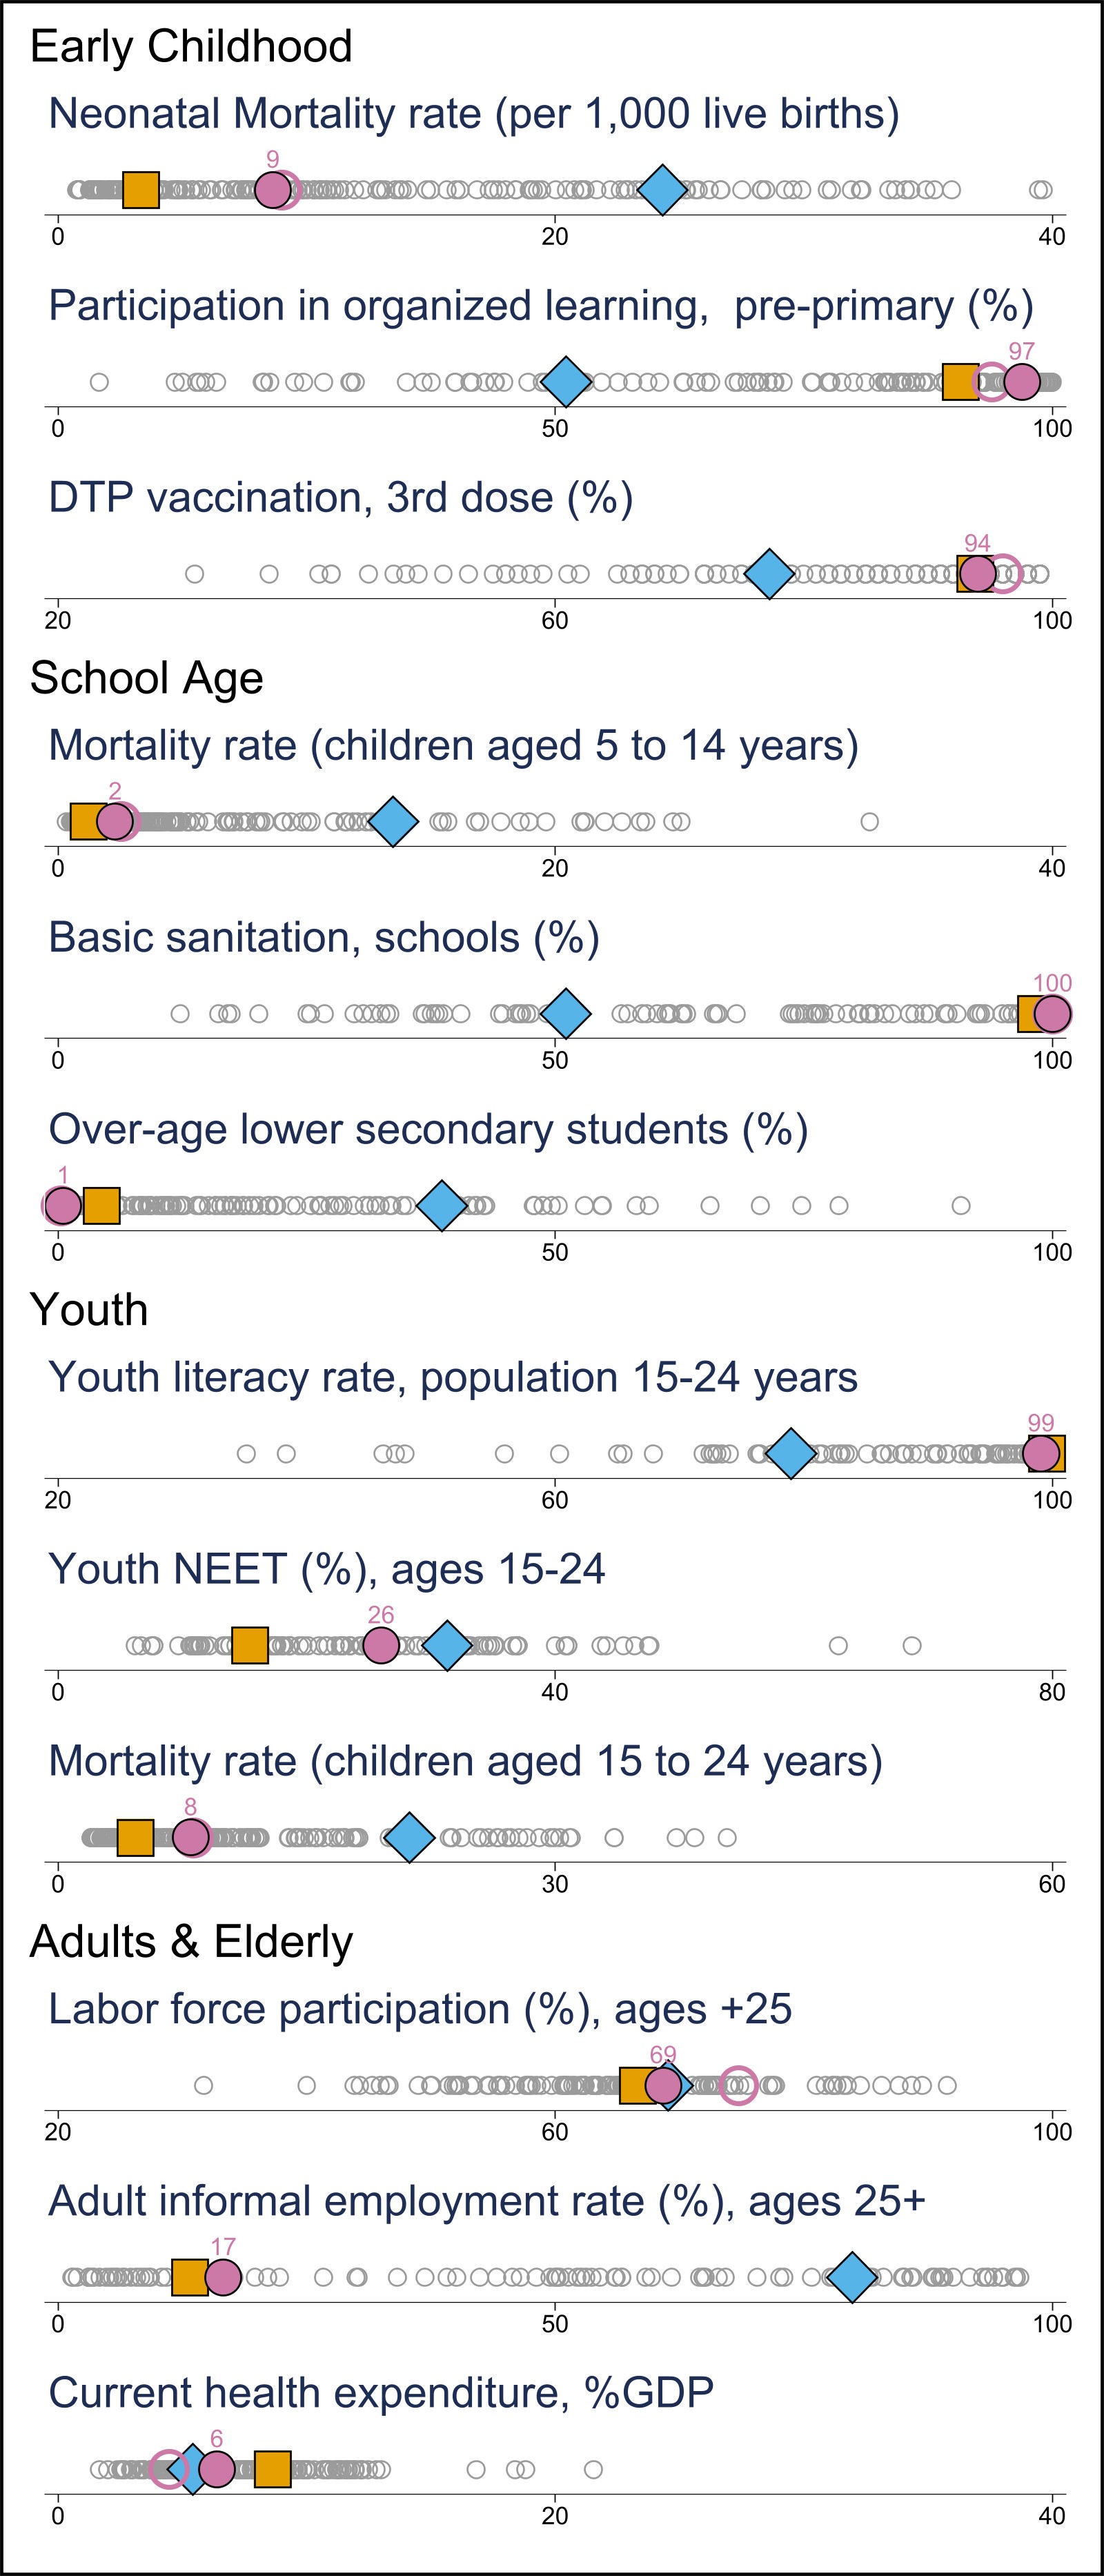 Early Childhood
Neonatal Mortality rate (per 1,000 live births)
9
0 20 40
Participation in organized learning,  pre-primary (%)
97
0 50 100
DTP vaccination, 3rd dose (%)
94
20 60 100
School Age
Mortality rate (children aged 5 to 14 years)
2
0 20 40
Basic sanitation, schools (%)
100
0 50 100
Over-age lower secondary students (%)
1
0 50 100
Youth
Youth literacy rate, population 15-24 years
99
20 60 100
Youth NEET (%), ages 15-24
26
0 40 80
Mortality rate (children aged 15 to 24 years)
8
0 30 60
Adults & Elderly
Labor force participation (%), ages +25
69
20 60 100
Adult informal employment rate (%), ages 25+
17
0 50 100
Current health expenditure, %GDP
6
0 20 40